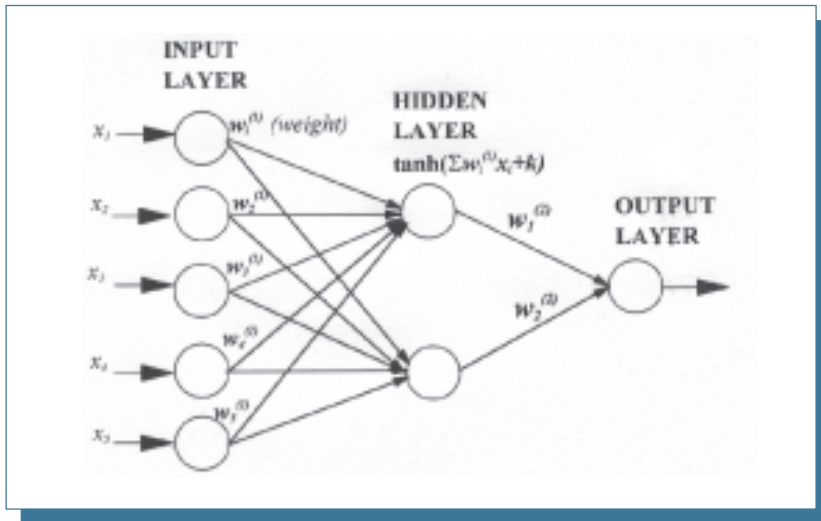 INPUT
LAYER
x₁
w₁⁽¹⁾ (weight)
HIDDEN
LAYER
tanh(Σwᵢ⁽¹⁾xᵢ+k)
x₂
w₂⁽¹⁾
w₁⁽²⁾
OUTPUT
LAYER
x₃
w₃⁽¹⁾
w₂⁽²⁾
x₄
w₄⁽¹⁾
x₅
w₅⁽¹⁾